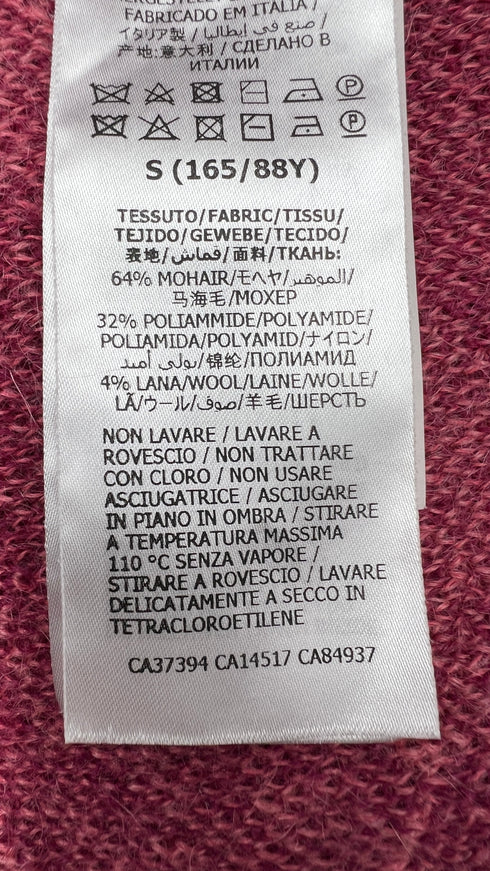 FABRICADO EM ITALIA /
イタリア製 / صنع في إيطاليا /
产地:意大利 / СДЕЛАНО В
ИТАЛИИ
P
P
S (165/88Y)
TESSUTO/FABRIC/TISSU/
TEJIDO/GEWEBE/TECIDO/
表地/قماش/面料/ТКАНЬ:
64% MOHAIR/モヘヤ/الموهير/
马海毛/МОХЕР
32% POLIAMMIDE/POLYAMIDE/
POLIAMIDA/POLYAMID/ナイロン/
بولي أميد/锦纶/ПОЛИАМИД
4% LANA/WOOL/LAINE/WOLLE/
LÃ/ウール/صوف/羊毛/ШЕРСТЬ
NON LAVARE / LAVARE A
ROVESCIO / NON TRATTARE
CON CLORO / NON USARE
ASCIUGATRICE / ASCIUGARE
IN PIANO IN OMBRA / STIRARE
A TEMPERATURA MASSIMA
110 °C SENZA VAPORE /
STIRARE A ROVESCIO / LAVARE
DELICATAMENTE A SECCO IN
TETRACLOROETILENE
CA37394 CA14517 CA84937